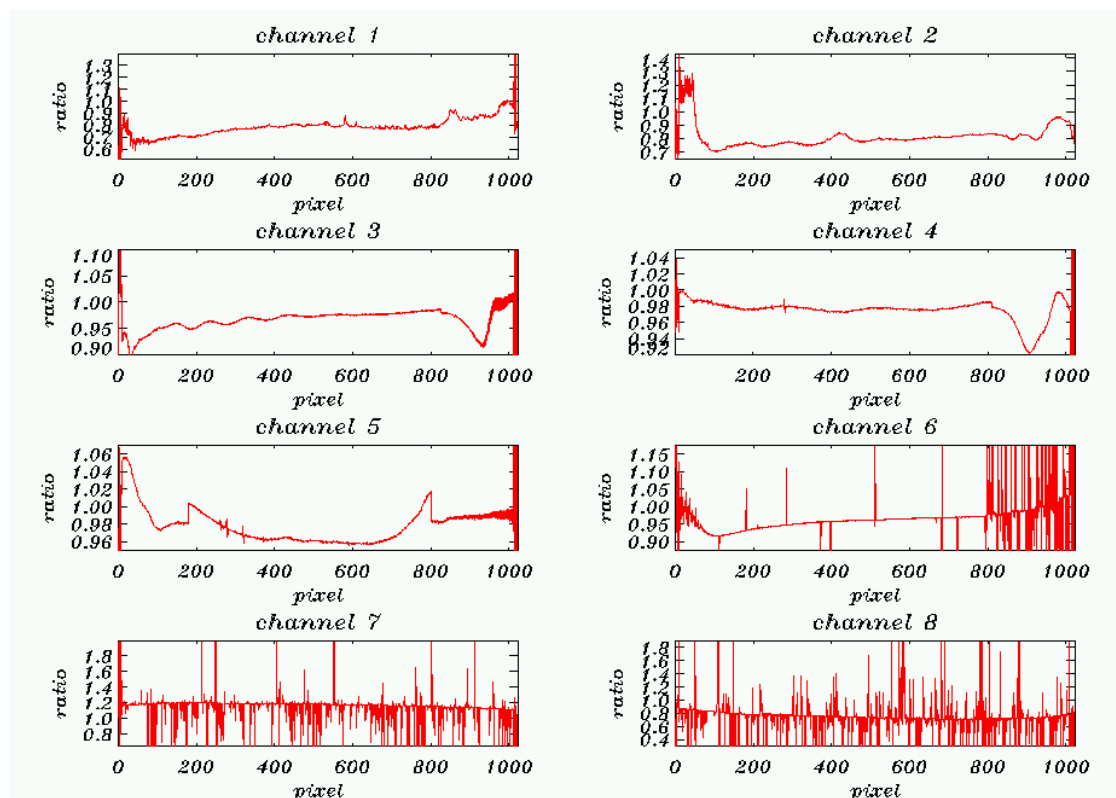 channel 1
ratio
1.3
1.2
1.1
1.0
0.9
0.8
0.7
0.6
0 200 400 600 800 1000
pixel
channel 2
ratio
1.4
1.3
1.2
1.1
1.0
0.9
0.8
0.7
0 200 400 600 800 1000
pixel
channel 3
ratio
1.10
1.05
1.00
0.95
0.90
0 200 400 600 800 1000
pixel
channel 4
ratio
1.04
1.02
1.00
0.98
0.96
0.94
0.92
200 400 600 800 1000
pixel
channel 5
ratio
1.06
1.04
1.02
1.00
0.98
0.96
0 200 400 600 800 1000
pixel
channel 6
ratio
1.15
1.10
1.05
1.00
0.95
0.90
0 200 400 600 800 1000
pixel
channel 7
ratio
1.8
1.6
1.4
1.2
1.0
0.8
0 200 400 600 800 1000
pixel
channel 8
ratio
1.8
1.6
1.4
1.2
1.0
0.8
0.6
0.4
0 200 400 600 800 1000
pixel